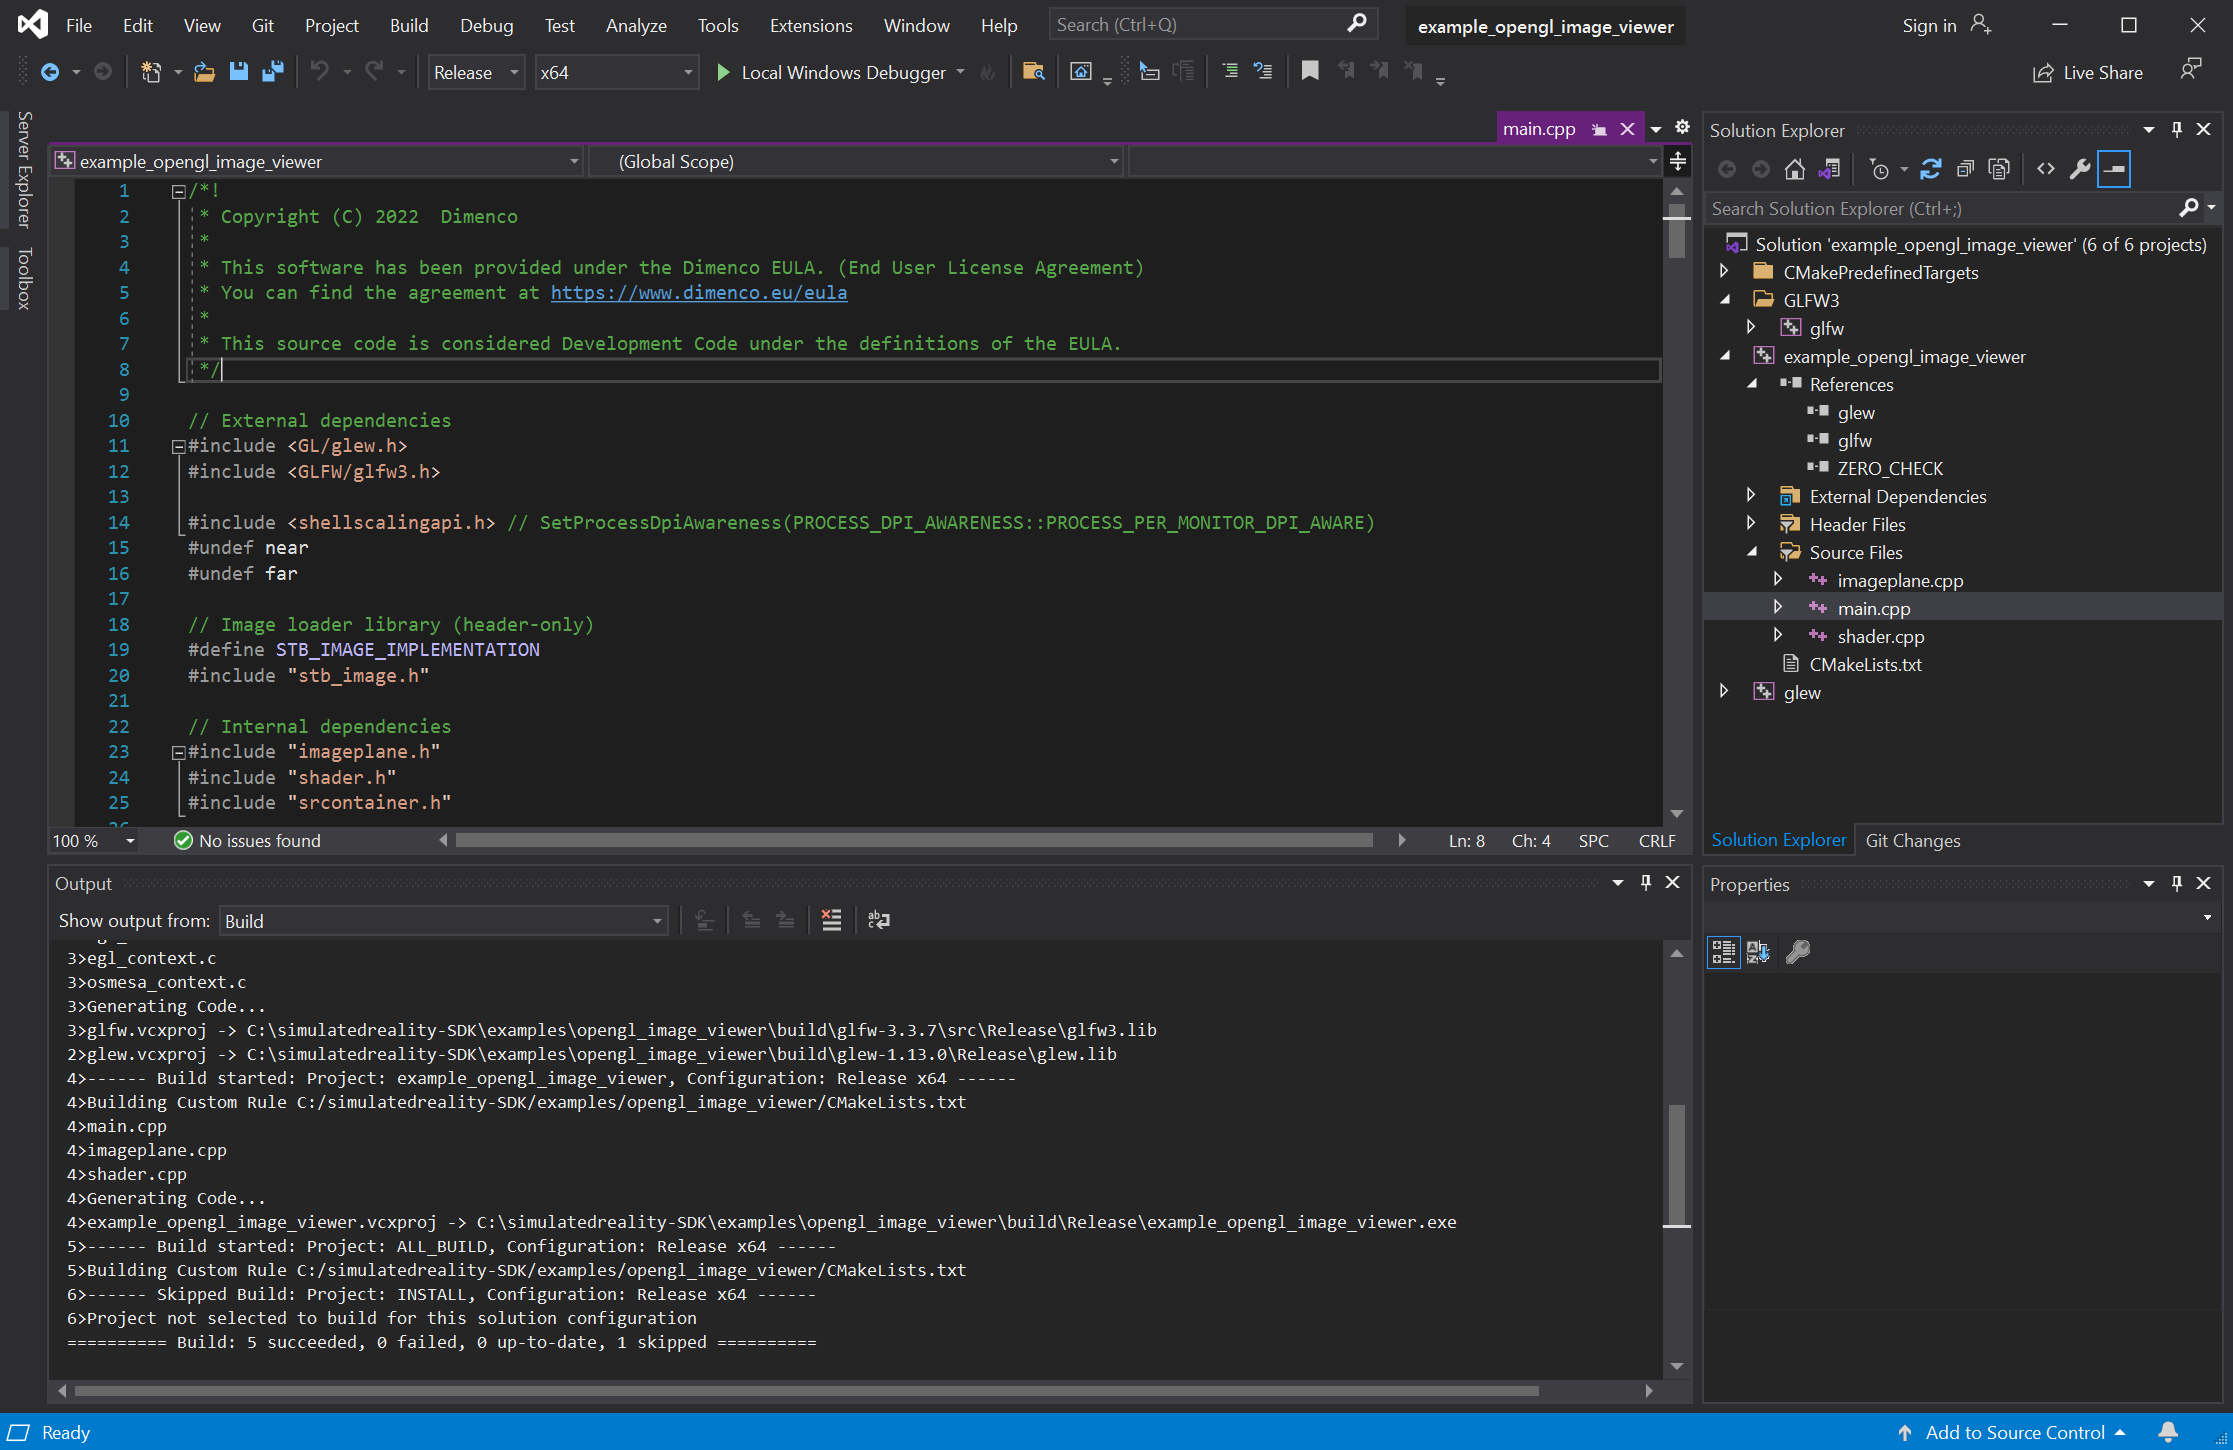 File Edit View Git Project Build Debug Test Analyze Tools Extensions Window Help Search (Ctrl+Q) example_opengl_image_viewer Sign in
Release x64 Local Windows Debugger Live Share
Server Explorer
Toolbox
main.cpp
example_opengl_image_viewer (Global Scope)
1 /*!
2 * Copyright (C) 2022  Dimenco
3 *
4 * This software has been provided under the Dimenco EULA. (End User License Agreement)
5 * You can find the agreement at https://www.dimenco.eu/eula
6 *
7 * This source code is considered Development Code under the definitions of the EULA.
8 */
9
10 // External dependencies
11 #include <GL/glew.h>
12 #include <GLFW/glfw3.h>
13
14 #include <shellscalingapi.h> // SetProcessDpiAwareness(PROCESS_DPI_AWARENESS::PROCESS_PER_MONITOR_DPI_AWARE)
15 #undef near
16 #undef far
17
18 // Image loader library (header-only)
19 #define STB_IMAGE_IMPLEMENTATION
20 #include "stb_image.h"
21
22 // Internal dependencies
23 #include "imageplane.h"
24 #include "shader.h"
25 #include "srcontainer.h"
100 % No issues found Ln: 8 Ch: 4 SPC CRLF
Output
Show output from: Build
3>egl_context.c
3>osmesa_context.c
3>Generating Code...
3>glfw.vcxproj -> C:\simulatedreality-SDK\examples\opengl_image_viewer\build\glfw-3.3.7\src\Release\glfw3.lib
2>glew.vcxproj -> C:\simulatedreality-SDK\examples\opengl_image_viewer\build\glew-1.13.0\Release\glew.lib
4>------ Build started: Project: example_opengl_image_viewer, Configuration: Release x64 ------
4>Building Custom Rule C:/simulatedreality-SDK/examples/opengl_image_viewer/CMakeLists.txt
4>main.cpp
4>imageplane.cpp
4>shader.cpp
4>Generating Code...
4>example_opengl_image_viewer.vcxproj -> C:\simulatedreality-SDK\examples\opengl_image_viewer\build\Release\example_opengl_image_viewer.exe
5>------ Build started: Project: ALL_BUILD, Configuration: Release x64 ------
5>Building Custom Rule C:/simulatedreality-SDK/examples/opengl_image_viewer/CMakeLists.txt
6>------ Skipped Build: Project: INSTALL, Configuration: Release x64 ------
6>Project not selected to build for this solution configuration
========== Build: 5 succeeded, 0 failed, 0 up-to-date, 1 skipped ==========
Solution Explorer
Search Solution Explorer (Ctrl+;)
Solution 'example_opengl_image_viewer' (6 of 6 projects)
CMakePredefinedTargets
GLFW3
glfw
example_opengl_image_viewer
References
glew
glfw
ZERO_CHECK
External Dependencies
Header Files
Source Files
imageplane.cpp
main.cpp
shader.cpp
CMakeLists.txt
glew
Solution Explorer Git Changes
Properties
Ready Add to Source Control